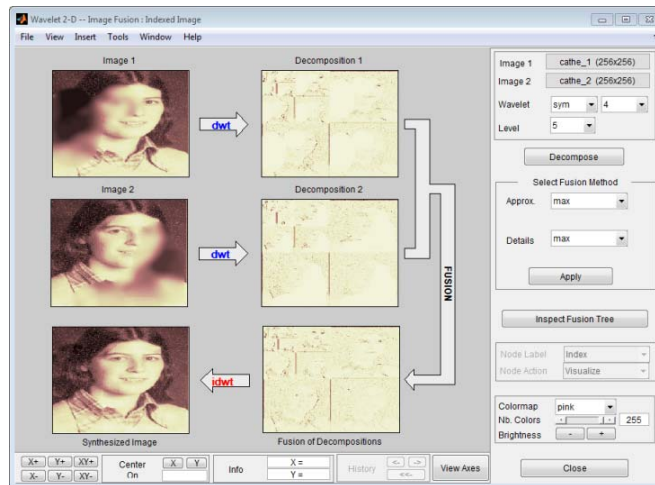 Wavelet 2-D -- Image Fusion : Indexed Image
File View Insert Tools Window Help
Image 1
Decomposition 1
dwt
Image 2
Decomposition 2
dwt
FUSION
idwt
Synthesized Image
Fusion of Decompositions
Image 1 cathe_1 (256x256)
Image 2 cathe_2 (256x256)
Wavelet sym 4
Level 5
Decompose
Select Fusion Method
Approx. max
Details max
Apply
Inspect Fusion Tree
Node Label Index
Node Action Visualize
Colormap pink
Nb. Colors 255
Brightness - +
X+ Y+ XY+
X- Y- XY-
Center On X Y
Info X = Y =
History <- -> <<-
View Axes
Close